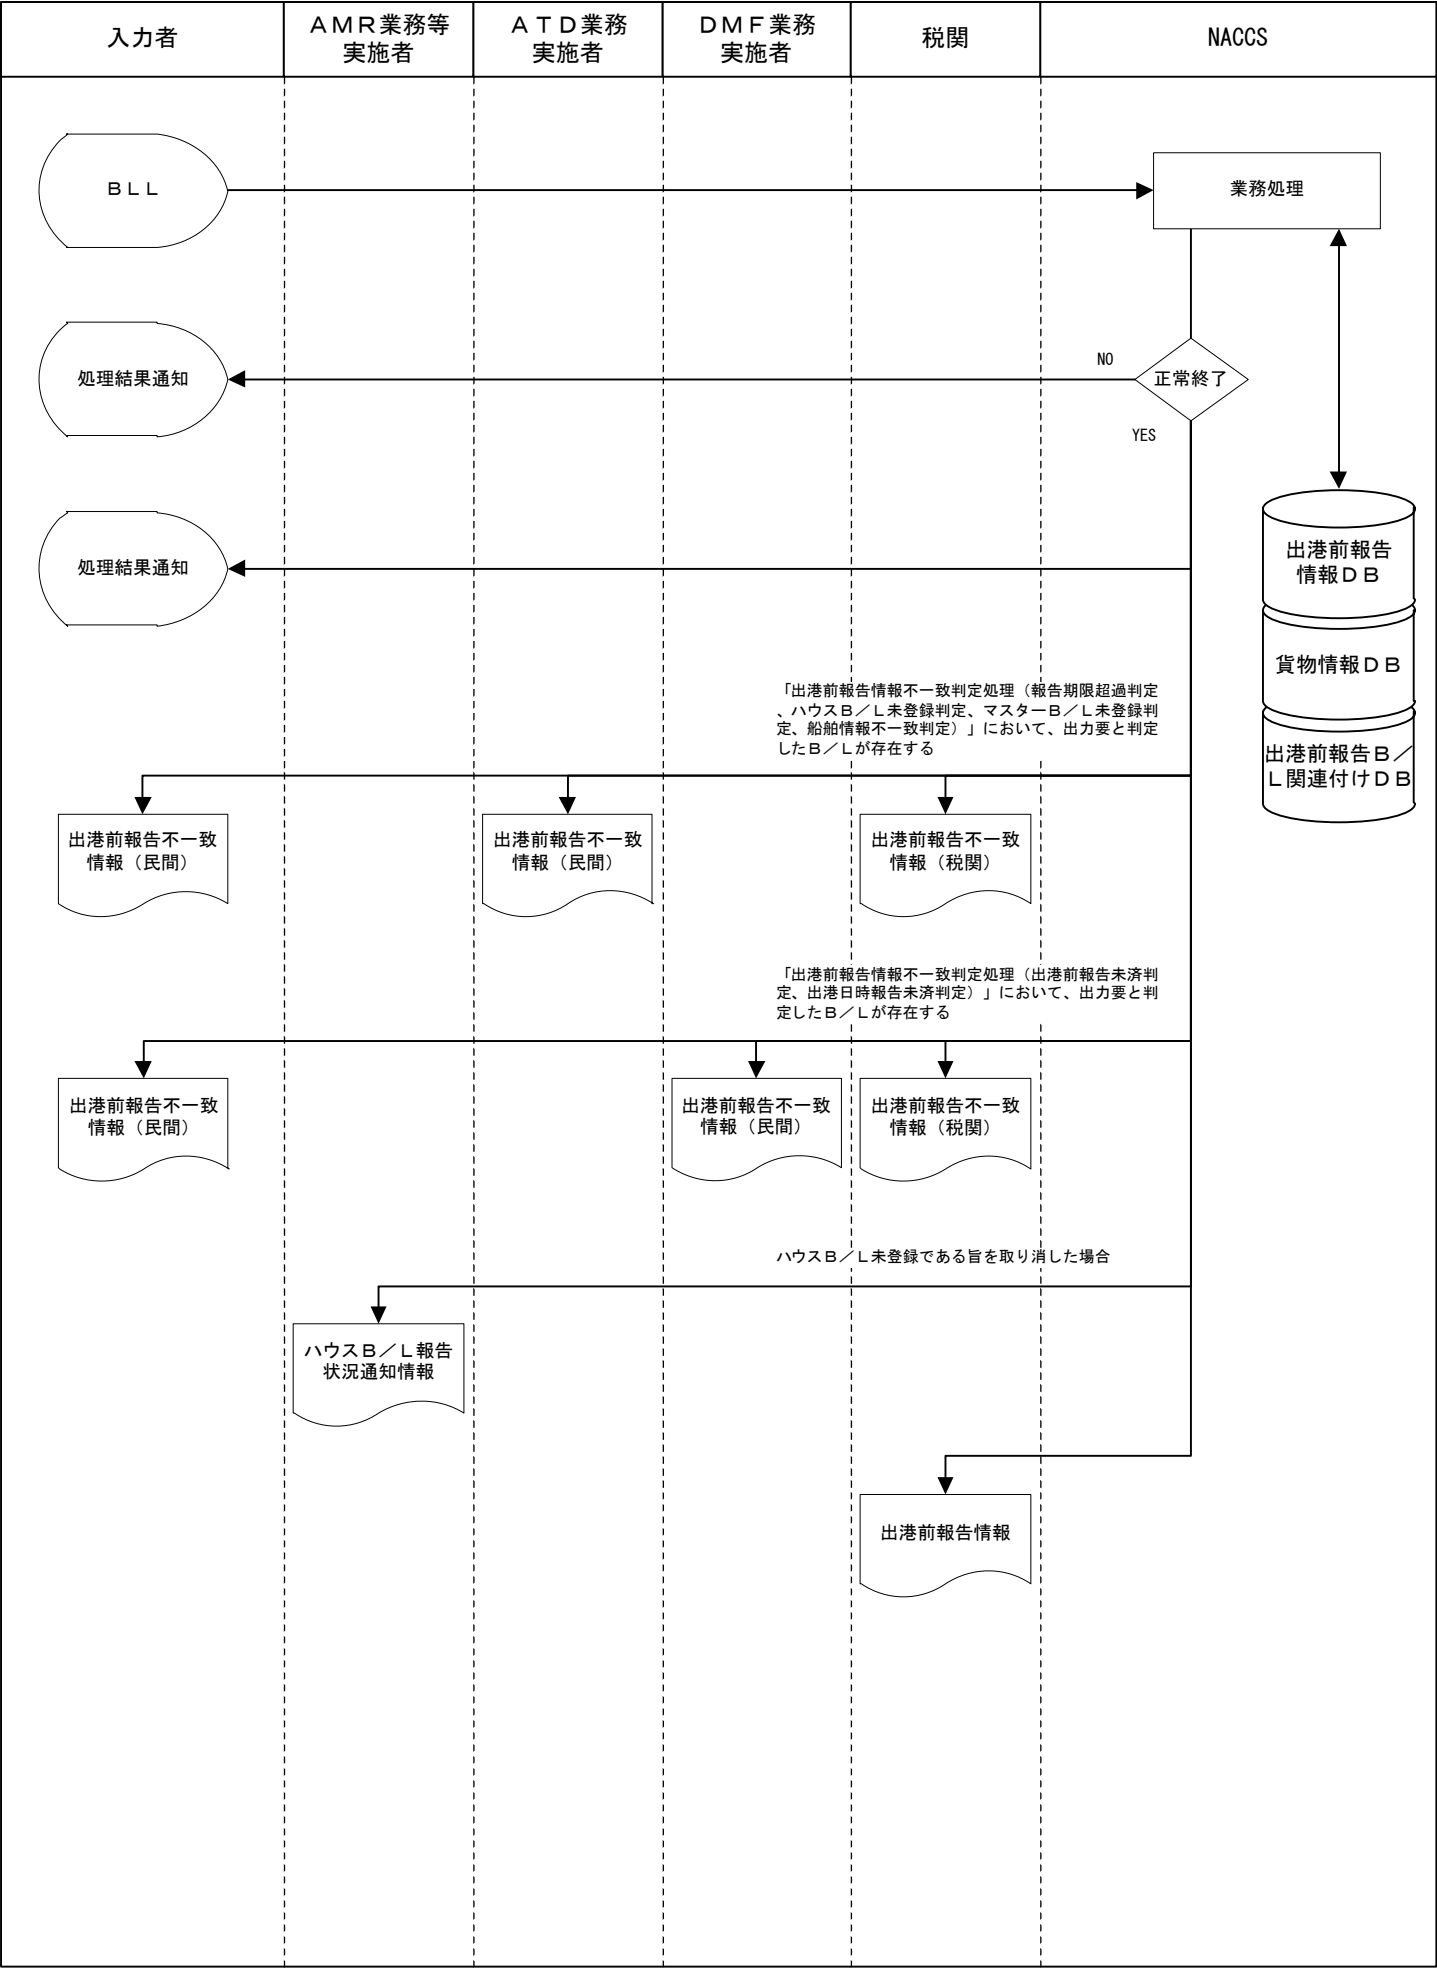 入力者
ＡＭＲ業務等
実施者
ＡＴＤ業務
実施者
ＤＭＦ業務
実施者
税関
NACCS
ＢＬＬ
業務処理
処理結果通知
NO
正常終了
YES
処理結果通知
出港前報告
情報ＤＢ
貨物情報ＤＢ
出港前報告Ｂ／
Ｌ関連付けＤＢ
「出港前報告情報不一致判定処理（報告期限超過判定
、ハウスＢ／Ｌ未登録判定、マスターＢ／Ｌ未登録判
定、船舶情報不一致判定）」において、出力要と判定
したＢ／Ｌが存在する
出港前報告不一致
情報（民間）
出港前報告不一致
情報（民間）
出港前報告不一致
情報（税関）
「出港前報告情報不一致判定処理（出港前報告未済判
定、出港日時報告未済判定）」において、出力要と判
定したＢ／Ｌが存在する
出港前報告不一致
情報（民間）
出港前報告不一致
情報（民間）
出港前報告不一致
情報（税関）
ハウスＢ／Ｌ未登録である旨を取り消した場合
ハウスＢ／Ｌ報告
状況通知情報
出港前報告情報